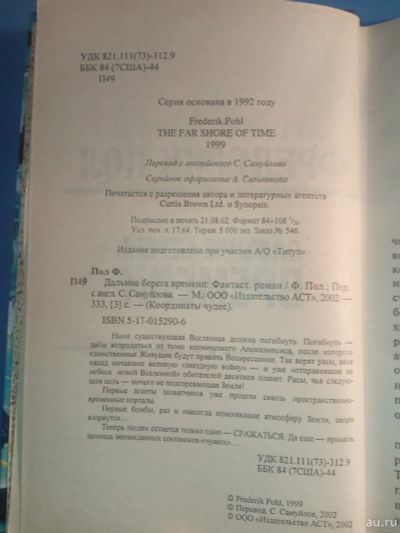 УДК 821.111(73)-312.9
ББК 84 (7США)-44
П49
Серия основана в 1992 году
Frederik Pohl
THE FAR SHORE OF TIME
1999
Перевод с английского С. Самуйлова
Серийное оформление А. Сальникова
Печатается с разрешения автора и литературных агентств
Curtis Brown Ltd. и Synopsis.
Подписано в печать 21.08.02. Формат 84×108 1/
Усл. печ. л. 17,64. Тираж 5 000 экз. Заказ № 546.
Издание подготовлено при участии А/О «Титул»
Пол Ф.
П49 Дальние берега времени: Фантаст. роман / Ф. Пол.; Пер.
с англ. С. Самуйлова. — М.: ООО «Издательство АСТ», 2002. —
333, [3] с. — (Координаты чудес).
ISBN 5-17-015290-6
Ныне существующая Вселенная должна погибнуть. Погибнуть —
дабы возродиться из тьмы космического Апокалипсиса, после которого
единственные Живущие будут править Воскресшими. Так верят расы, века
назад начавшие великую «звездную войну» — и уже «отправившие на
небеса новой Вселенной» обитателей десятков планет. Расы, чья следу-
ющая цель — ничего не подозревающая Земля!
Первые агенты захватчиков уже прошли сквозь пространственно-
временные порталы.
Первые бомбы, раз и навсегда изменяющие атмосферу Земли, скоро
взорвутся...
Теперь людям остается только одно — СРАЖАТЬСЯ. Да еще — принять
помощь неожиданных союзников-«чужих»...
УДК 821.111(73)-312.9
ББК 84 (7США)-44
© Frederik Pohl, 1999
© Перевод. С. Самуйлов, 2002
© ООО «Издательство АСТ», 2002
au.ru